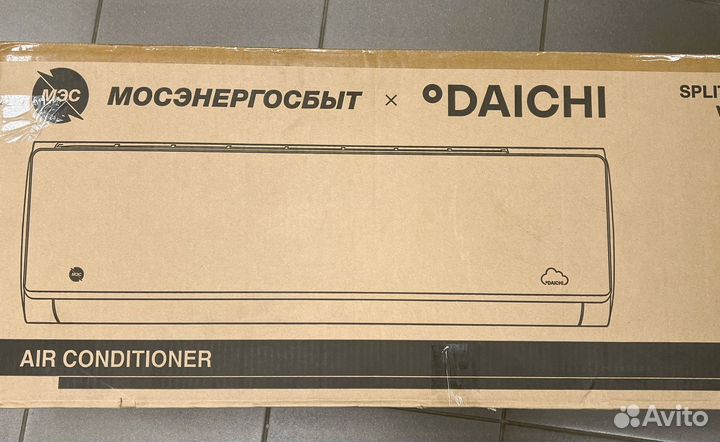 МЭС МОСЭНЕРГОСБЫТ × °DAICHI
SPLIT
МЭС
°DAICHI
AIR CONDITIONER
Avito